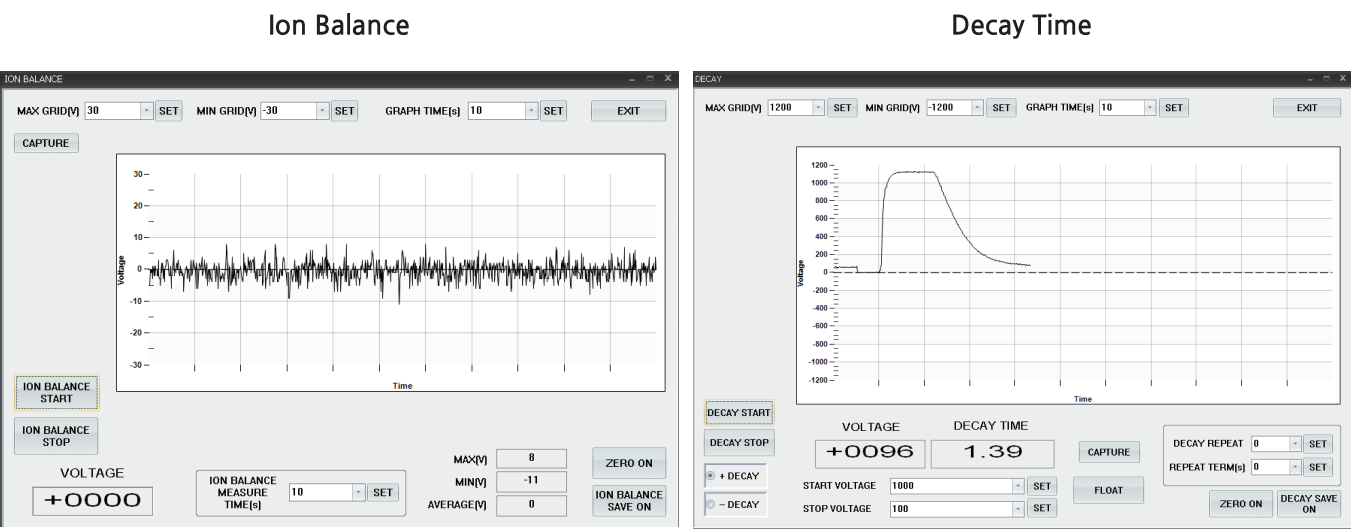 Ion Balance
ION BALANCE
MAX GRID(V) 30 SET MIN GRID(V) -30 SET GRAPH TIME(s) 10 SET EXIT
CAPTURE
30
20
10
0
-10
-20
-30
Voltage
Time
ION BALANCE
START
ION BALANCE
STOP
VOLTAGE
+0000
ION BALANCE
MEASURE
TIME(s)
10 SET
MAX(V) 8
MIN(V) -11
AVERAGE(V) 0
ZERO ON
ION BALANCE
SAVE ON
Decay Time
DECAY
MAX GRID(V) 1200 SET MIN GRID(V) -1200 SET GRAPH TIME(s) 10 SET EXIT
1200
1000
800
600
400
200
0
-200
-400
-600
-800
-1000
-1200
Voltage
Time
DECAY START
DECAY STOP
+ DECAY
- DECAY
VOLTAGE DECAY TIME
+0096 1.39
START VOLTAGE 1000 SET
STOP VOLTAGE 100 SET
CAPTURE
FLOAT
DECAY REPEAT 0 SET
REPEAT TERM(s) 0 SET
ZERO ON
DECAY SAVE
ON